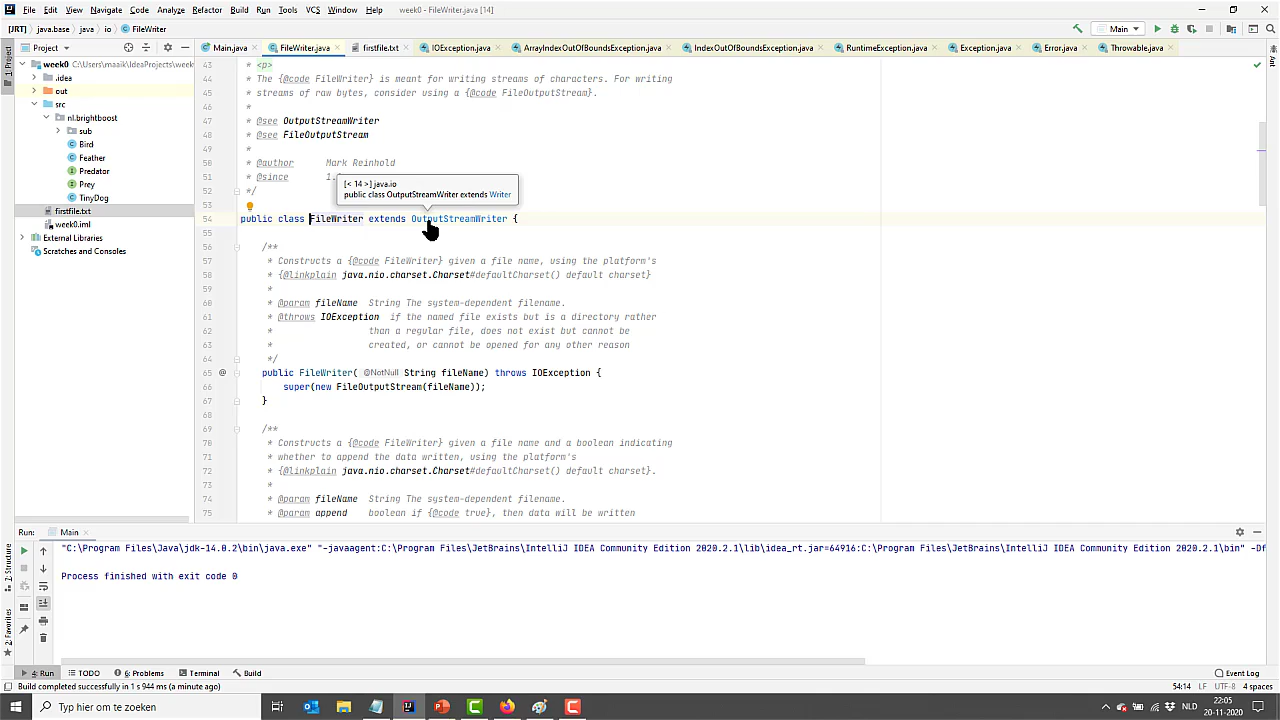 File Edit View Navigate Code Analyze Refactor Build Run Tools VCS Window Help week0 - FileWriter.java [14]
[JRT] java.base java io FileWriter Main
Project Main.java FileWriter.java firstfile.txt IOException.java ArrayIndexOutOfBoundsException.java IndexOutOfBoundsException.java RuntimeException.java Exception.java Error.java Throwable.java
1: Project
Ant
week0 C:\Users\maaik\IdeaProjects\week
.idea
out
src
nl.brightboost
sub
Bird
Feather
Predator
Prey
TinyDog
firstfile.txt
week0.iml
External Libraries
Scratches and Consoles
43 * <p>
44 * The {@code FileWriter} is meant for writing streams of characters. For writing
45 * streams of raw bytes, consider using a {@code FileOutputStream}.
46 *
47 * @see OutputStreamWriter
48 * @see FileOutputStream
49 *
50 * @author Mark Reinhold
51 * @since 1.
[< 14 >] java.io
public class OutputStreamWriter extends Writer
52 */
53
54 public class FileWriter extends OutputStreamWriter {
55
56 /**
57 * Constructs a {@code FileWriter} given a file name, using the platform's
58 * {@linkplain java.nio.charset.Charset#defaultCharset() default charset}
59 *
60 * @param fileName String The system-dependent filename.
61 * @throws IOException if the named file exists but is a directory rather
62 * than a regular file, does not exist but cannot be
63 * created, or cannot be opened for any other reason
64 */
65 @ public FileWriter( @NotNull String fileName) throws IOException {
66 super(new FileOutputStream(fileName));
67 }
68
69 /**
70 * Constructs a {@code FileWriter} given a file name and a boolean indicating
71 * whether to append the data written, using the platform's
72 * {@linkplain java.nio.charset.Charset#defaultCharset() default charset}.
73 *
74 * @param fileName String The system-dependent filename.
75 * @param append boolean if {@code true}, then data will be written
Run: Main
"C:\Program Files\Java\jdk-14.0.2\bin\java.exe" "-javaagent:C:\Program Files\JetBrains\IntelliJ IDEA Community Edition 2020.2.1\lib\idea_rt.jar=64916:C:\Program Files\JetBrains\IntelliJ IDEA Community Edition 2020.2.1\bin" -Df
Process finished with exit code 0
7: Structure
2: Favorites
4: Run TODO 6: Problems Terminal Build Event Log
Build completed successfully in 1 s 944 ms (a minute ago) 54:14 LF UTF-8 4 spaces
Typ hier om te zoeken NLD 22:05
20-11-2020